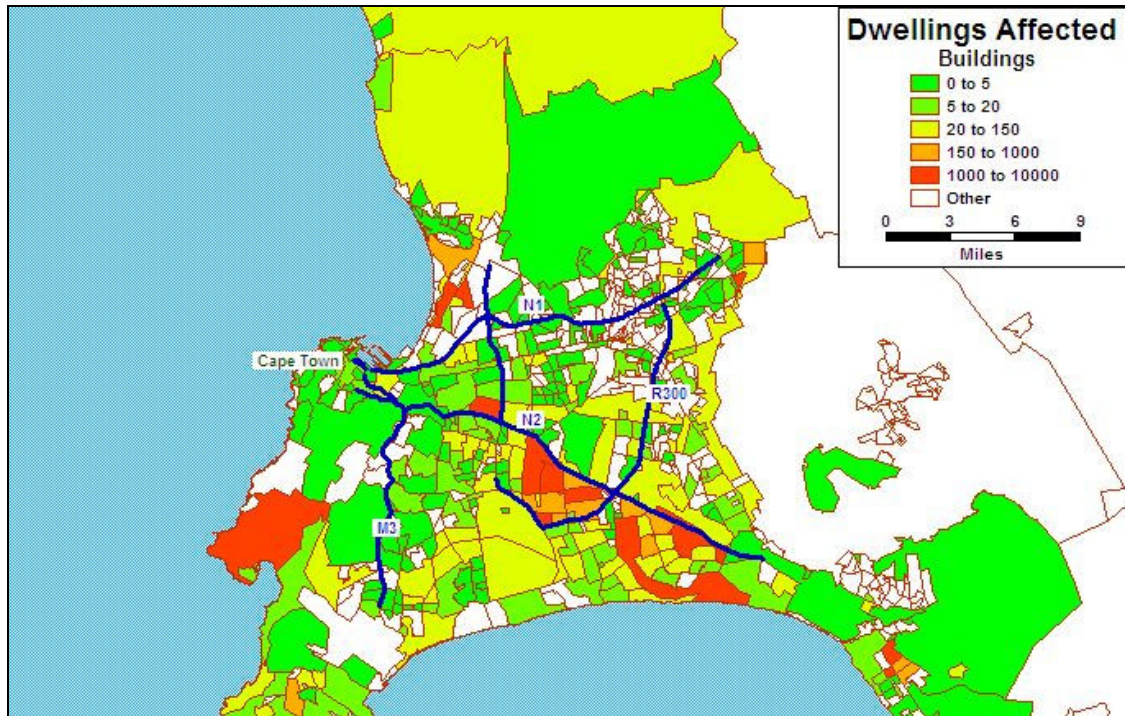 Dwellings Affected
Buildings
0 to 5
5 to 20
20 to 150
150 to 1000
1000 to 10000
Other
0 3 6 9
Miles
N1
Cape Town
R300
N2
M3